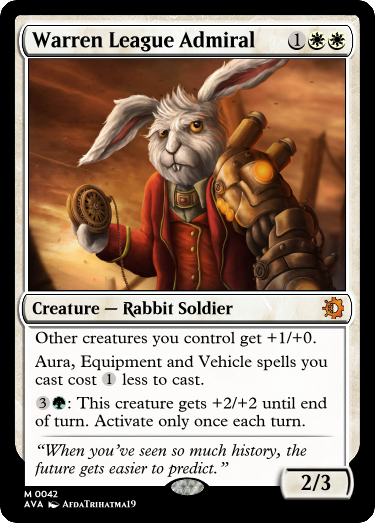 Warren League Admiral 1
Creature — Rabbit Soldier
Other creatures you control get +1/+0.
Aura, Equipment and Vehicle spells you
cast cost 1 less to cast.
3 : This creature gets +2/+2 until end
of turn. Activate only once each turn.
“When you’ve seen so much history, the
future gets easier to predict.”
2/3
M 0042
AVA AfdaTrihatma19